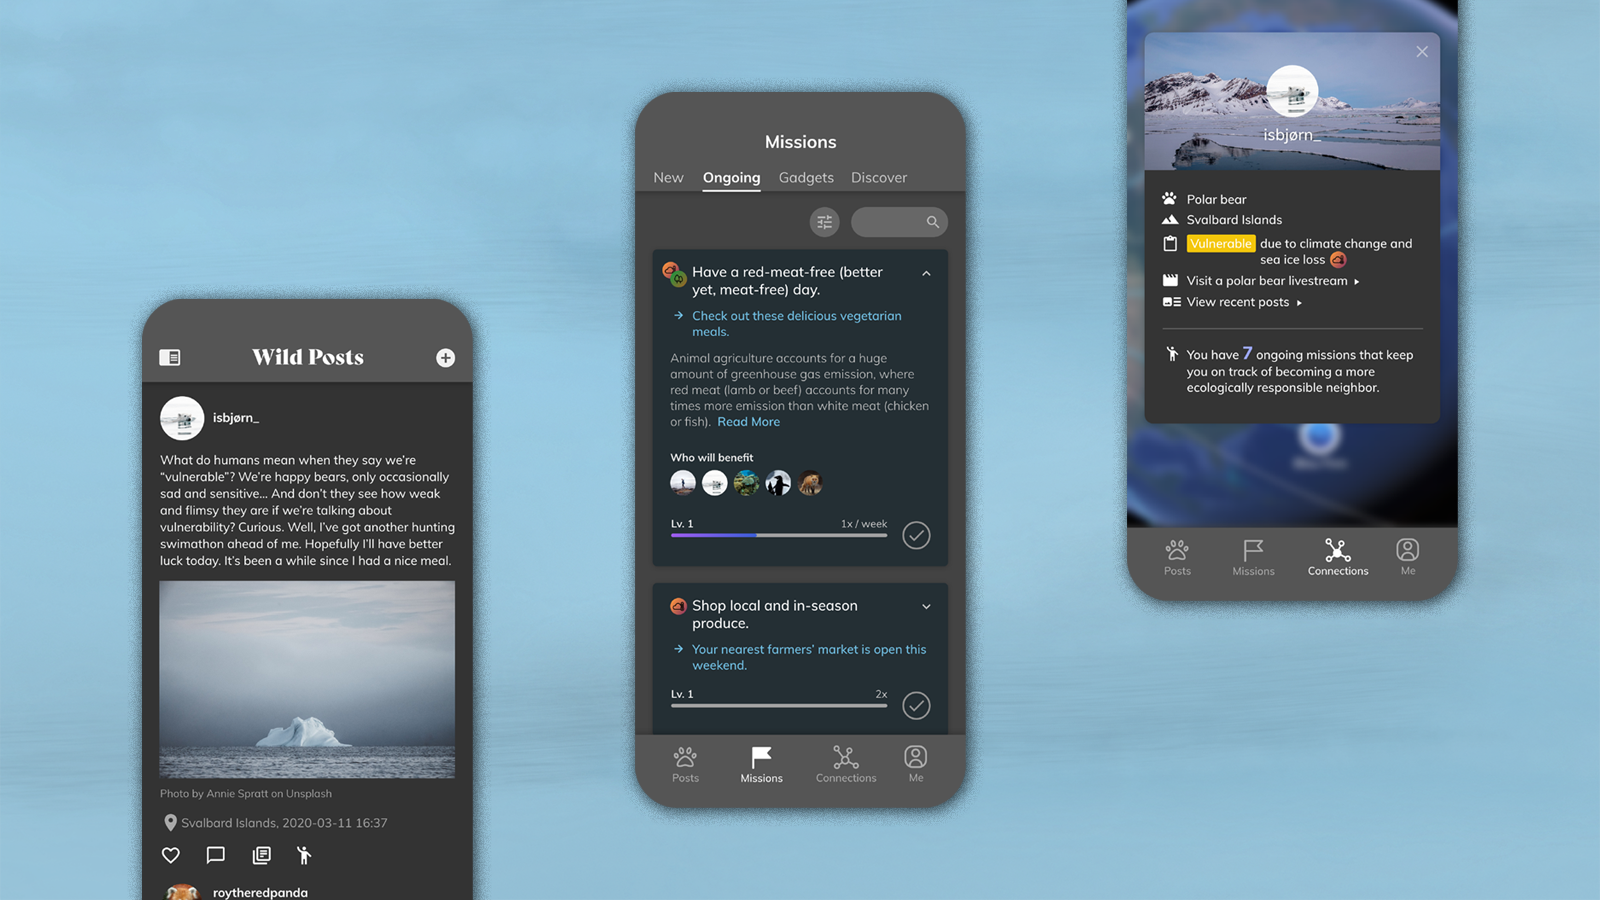 Wild Posts
isbjørn_
What do humans mean when they say we're
“vulnerable”? We're happy bears, only occasionally
sad and sensitive... And don't they see how weak
and flimsy they are if we're talking about
vulnerability? Curious. Well, I've got another hunting
swimathon ahead of me. Hopefully I'll have better
luck today. It's been a while since I had a nice meal.
Photo by Annie Spratt on Unsplash
Svalbard Islands, 2020-03-11 16:37
roytheredpanda
Missions
New Ongoing Gadgets Discover
Have a red-meat-free (better
yet, meat-free) day.
Check out these delicious vegetarian
meals.
Animal agriculture accounts for a huge
amount of greenhouse gas emission, where
red meat (lamb or beef) accounts for many
times more emission than white meat (chicken
or fish). Read More
Who will benefit
Lv. 1 1x / week
Shop local and in-season
produce.
Your nearest farmers' market is open this
weekend.
Lv. 1 2x
Posts Missions Connections Me
isbjørn_
Polar bear
Svalbard Islands
Vulnerable due to climate change and
sea ice loss
Visit a polar bear livestream
View recent posts
You have 7 ongoing missions that keep
you on track of becoming a more
ecologically responsible neighbor.
Posts Missions Connections Me